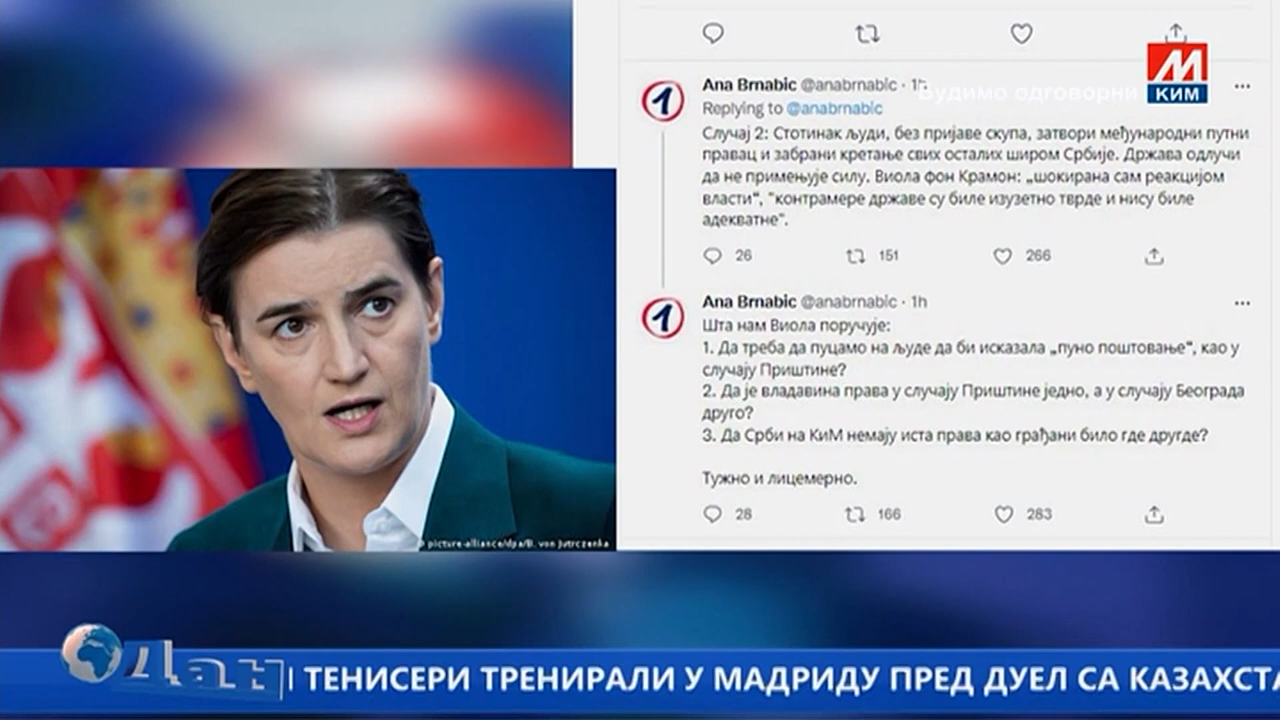 Ana Brnabic @anabrnabic · 1h
Будимо одговорни
М
КИМ
Replying to @anabrnabic
Случај 2: Стотинак људи, без пријаве скупа, затвори међународни путни
правац и забрани кретање свих осталих широм Србије. Држава одлучи
да не примењује силу. Виола фон Крамон: „шокирана сам реакцијом
власти“, "контрамере државе су биле изузетно тврде и нису биле
адекватне".
26 151 266
Ana Brnabic @anabrnabic · 1h
Шта нам Виола поручује:
1. Да треба да пуцамо на људе да би исказала „пуно поштовање“, као у
случају Приштине?
2. Да је владавина права у случају Приштине једно, а у случају Београда
друго?
3. Да Срби на КиМ немају иста права као грађани било где другде?
Тужно и лицемерно.
28 166 283
picture-alliance/dpa/B. von Jutrczenka
Дан
ТЕНИСЕРИ ТРЕНИРАЛИ У МАДРИДУ ПРЕД ДУЕЛ СА КАЗАХСТА